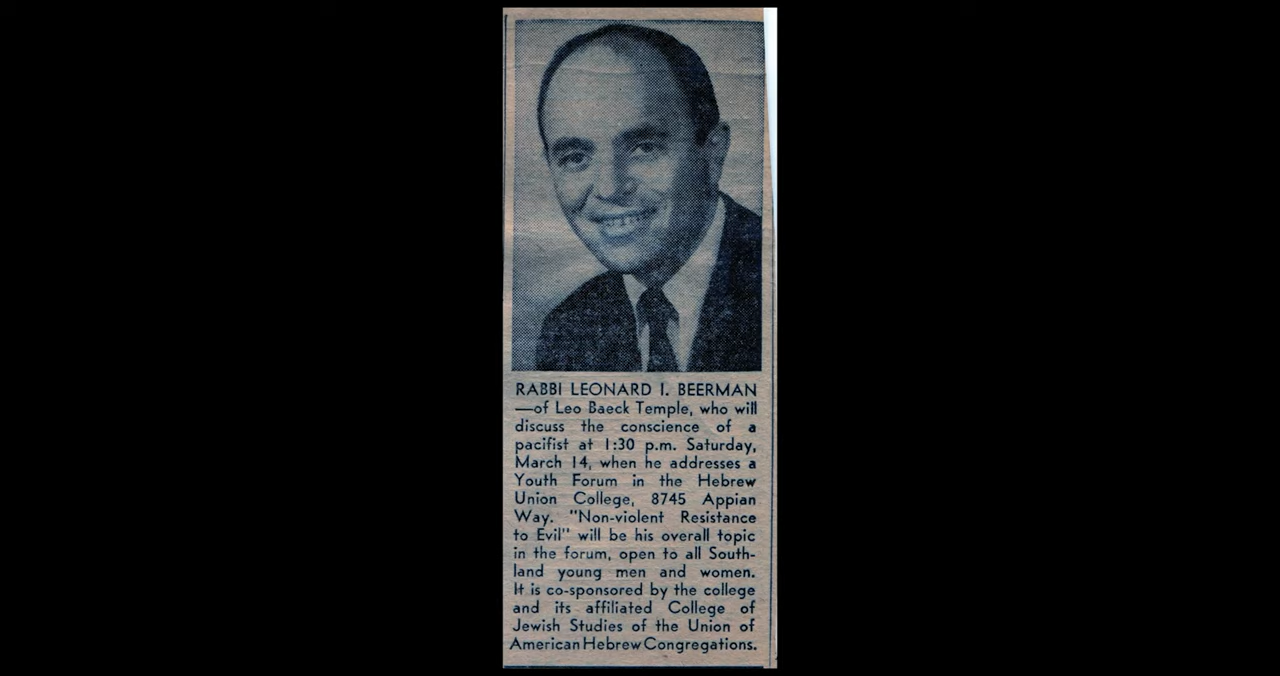 RABBI LEONARD I. BEERMAN
—of Leo Baeck Temple, who will
discuss the conscience of a
pacifist at 1:30 p.m. Saturday,
March 14, when he addresses a
Youth Forum in the Hebrew
Union College, 8745 Appian
Way. "Non-violent Resistance
to Evil" will be his overall topic
in the forum, open to all South-
land young men and women.
It is co-sponsored by the college
and its affiliated College of
Jewish Studies of the Union of
American Hebrew Congregations.